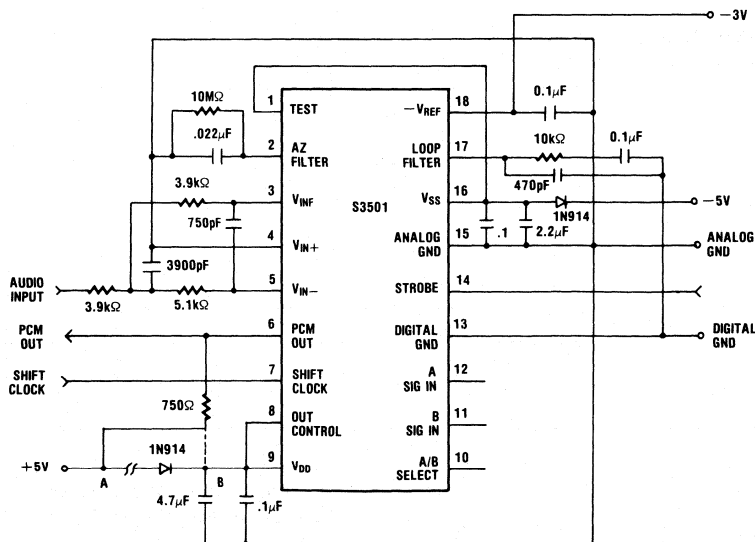 −3V
10MΩ
.022μF
1
TEST
2
AZ
FILTER
3.9kΩ
3
VINF
750pF
4
VIN+
3900pF
AUDIO
INPUT
3.9kΩ
5.1kΩ
5
VIN−
PCM
OUT
6
PCM
OUT
SHIFT
CLOCK
7
SHIFT
CLOCK
750Ω
8
OUT
CONTROL
1N914
+5V
A
B
9
VDD
4.7μF
.1μF
S3501
18
−VREF
0.1μF
17
LOOP
FILTER
10kΩ
0.1μF
470pF
16
VSS
1N914
−5V
.1
2.2μF
15
ANALOG
GND
ANALOG
GND
14
STROBE
13
DIGITAL
GND
DIGITAL
GND
12
A
SIG IN
11
B
SIG IN
10
A/B
SELECT